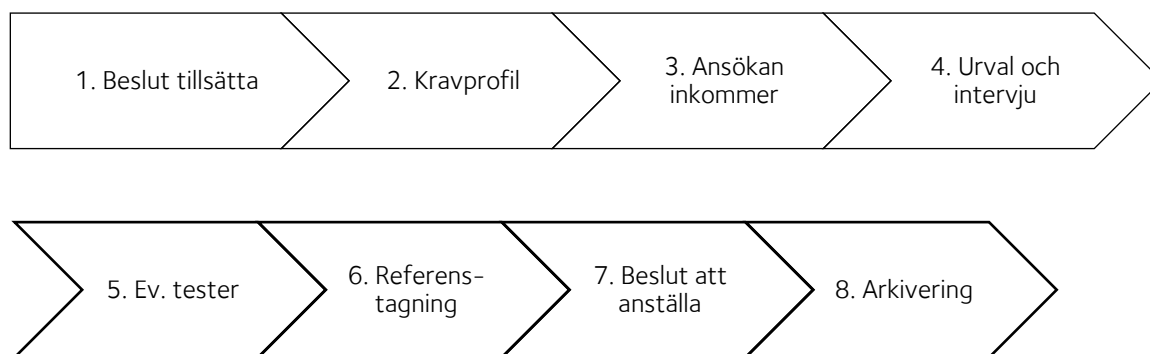 1. Beslut tillsätta
2. Kravprofil
3. Ansökan
inkommer
4. Urval och
intervju
5. Ev. tester
6. Referens-
tagning
7. Beslut att
anställa
8. Arkivering